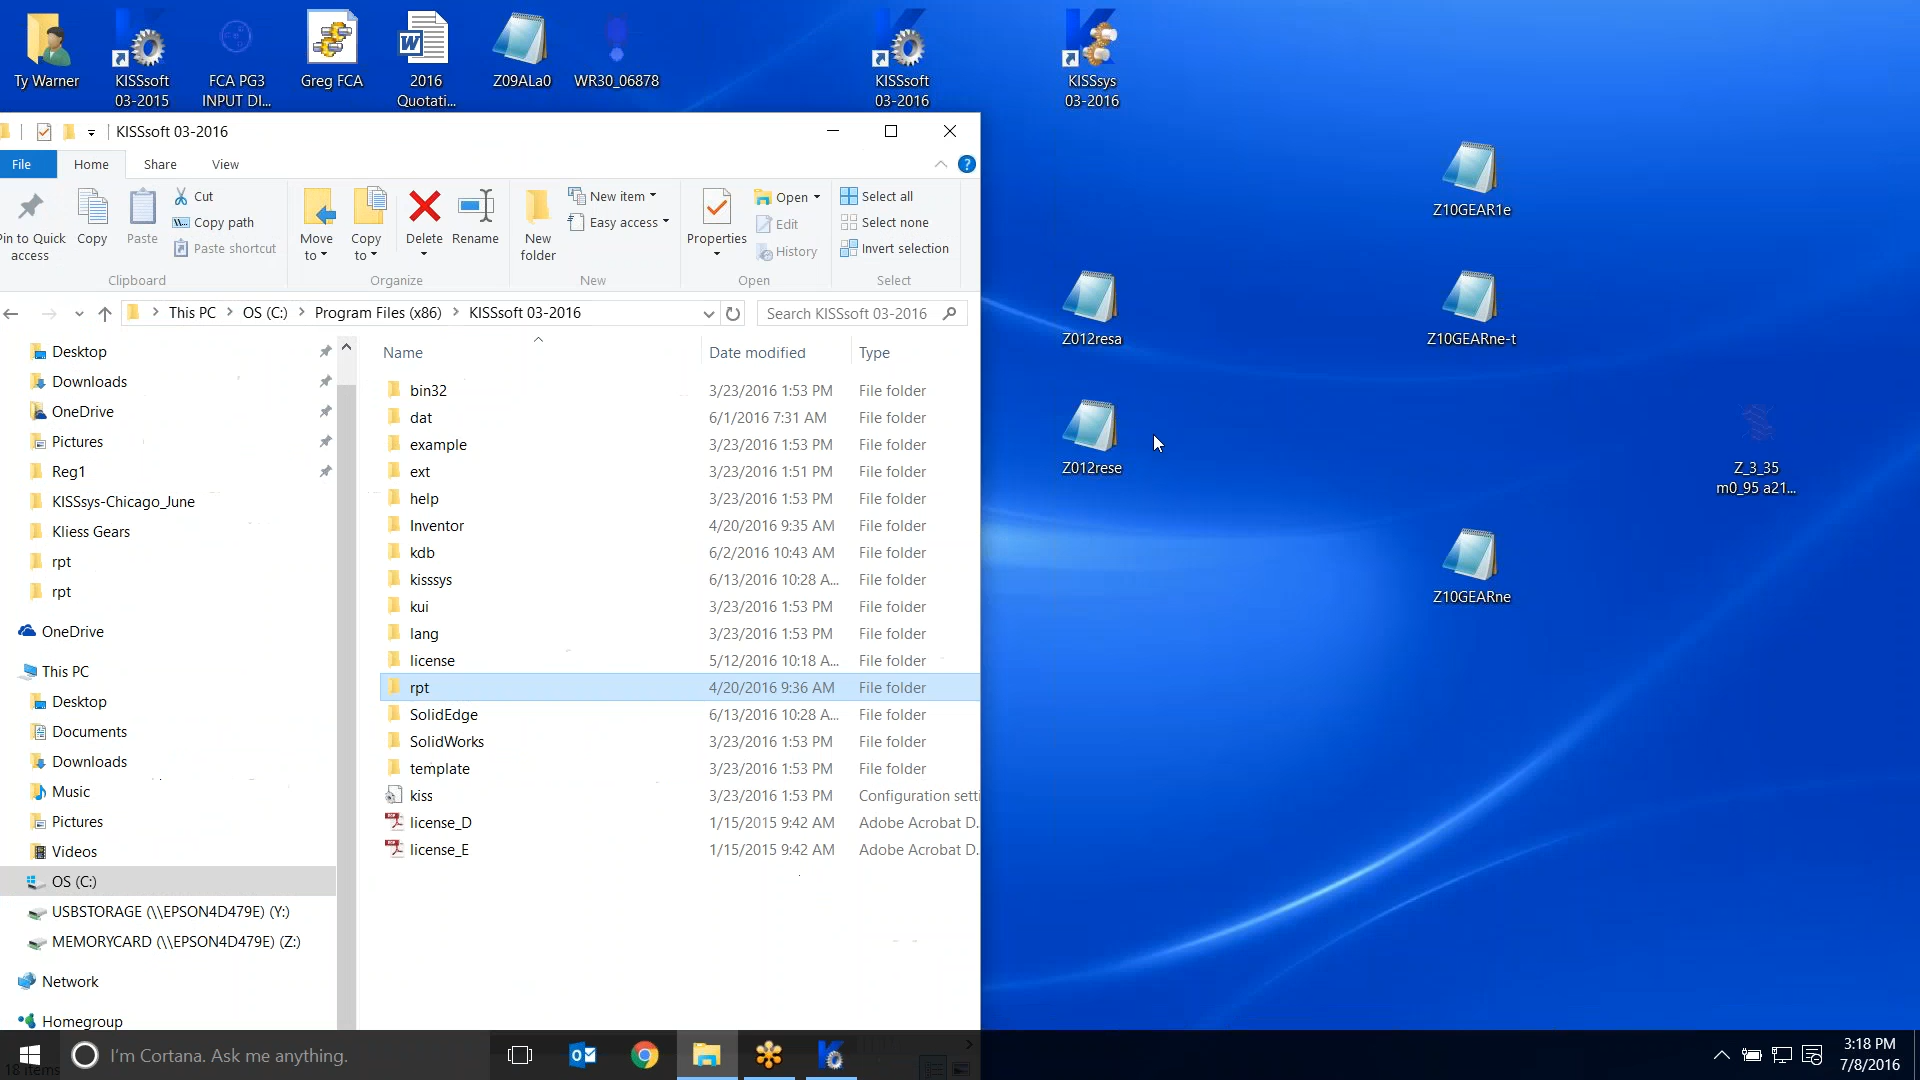 Ty Warner
KISSsoft
03-2015
FCA PG3
INPUT DI...
Greg FCA
2016
Quotati...
Z09ALa0
WR30_06878
KISSsoft
03-2016
KISSsys
03-2016
KISSsoft 03-2016
File
Home
Share
View
Pin to Quick
access
Copy
Paste
Cut
Copy path
Paste shortcut
Clipboard
Move
to
Copy
to
Delete
Rename
Organize
New
folder
New item
Easy access
New
Properties
Open
Edit
History
Open
Select all
Select none
Invert selection
Select
This PC
OS (C:)
Program Files (x86)
KISSsoft 03-2016
Search KISSsoft 03-2016
Desktop
Downloads
OneDrive
Pictures
Reg1
KISSsys-Chicago_June
Kliess Gears
rpt
rpt
OneDrive
This PC
Desktop
Documents
Downloads
Music
Pictures
Videos
OS (C:)
USBSTORAGE (\\EPSON4D479E) (Y:)
MEMORYCARD (\\EPSON4D479E) (Z:)
Network
Homegroup
Name Date modified Type
bin32 3/23/2016 1:53 PM File folder
dat 6/1/2016 7:31 AM File folder
example 3/23/2016 1:53 PM File folder
ext 3/23/2016 1:51 PM File folder
help 3/23/2016 1:53 PM File folder
Inventor 4/20/2016 9:35 AM File folder
kdb 6/2/2016 10:43 AM File folder
kisssys 6/13/2016 10:28 A... File folder
kui 3/23/2016 1:53 PM File folder
lang 3/23/2016 1:53 PM File folder
license 5/12/2016 10:18 A... File folder
rpt 4/20/2016 9:36 AM File folder
SolidEdge 6/13/2016 10:28 A... File folder
SolidWorks 3/23/2016 1:53 PM File folder
template 3/23/2016 1:53 PM File folder
kiss 3/23/2016 1:53 PM Configuration setti
license_D 1/15/2015 9:42 AM Adobe Acrobat D.
license_E 1/15/2015 9:42 AM Adobe Acrobat D.
18 items
Z10GEAR1e
Z012resa
Z10GEARne-t
Z012rese
Z_3_35
m0_95 a21...
Z10GEARne
I'm Cortana. Ask me anything.
3:18 PM
7/8/2016